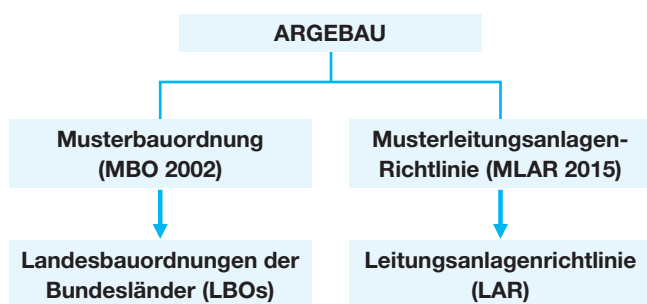 ARGEBAU
Musterbauordnung
(MBO 2002)
Musterleitungsanlagen-
Richtlinie (MLAR 2015)
Landesbauordnungen der
Bundesländer (LBOs)
Leitungsanlagenrichtlinie
(LAR)